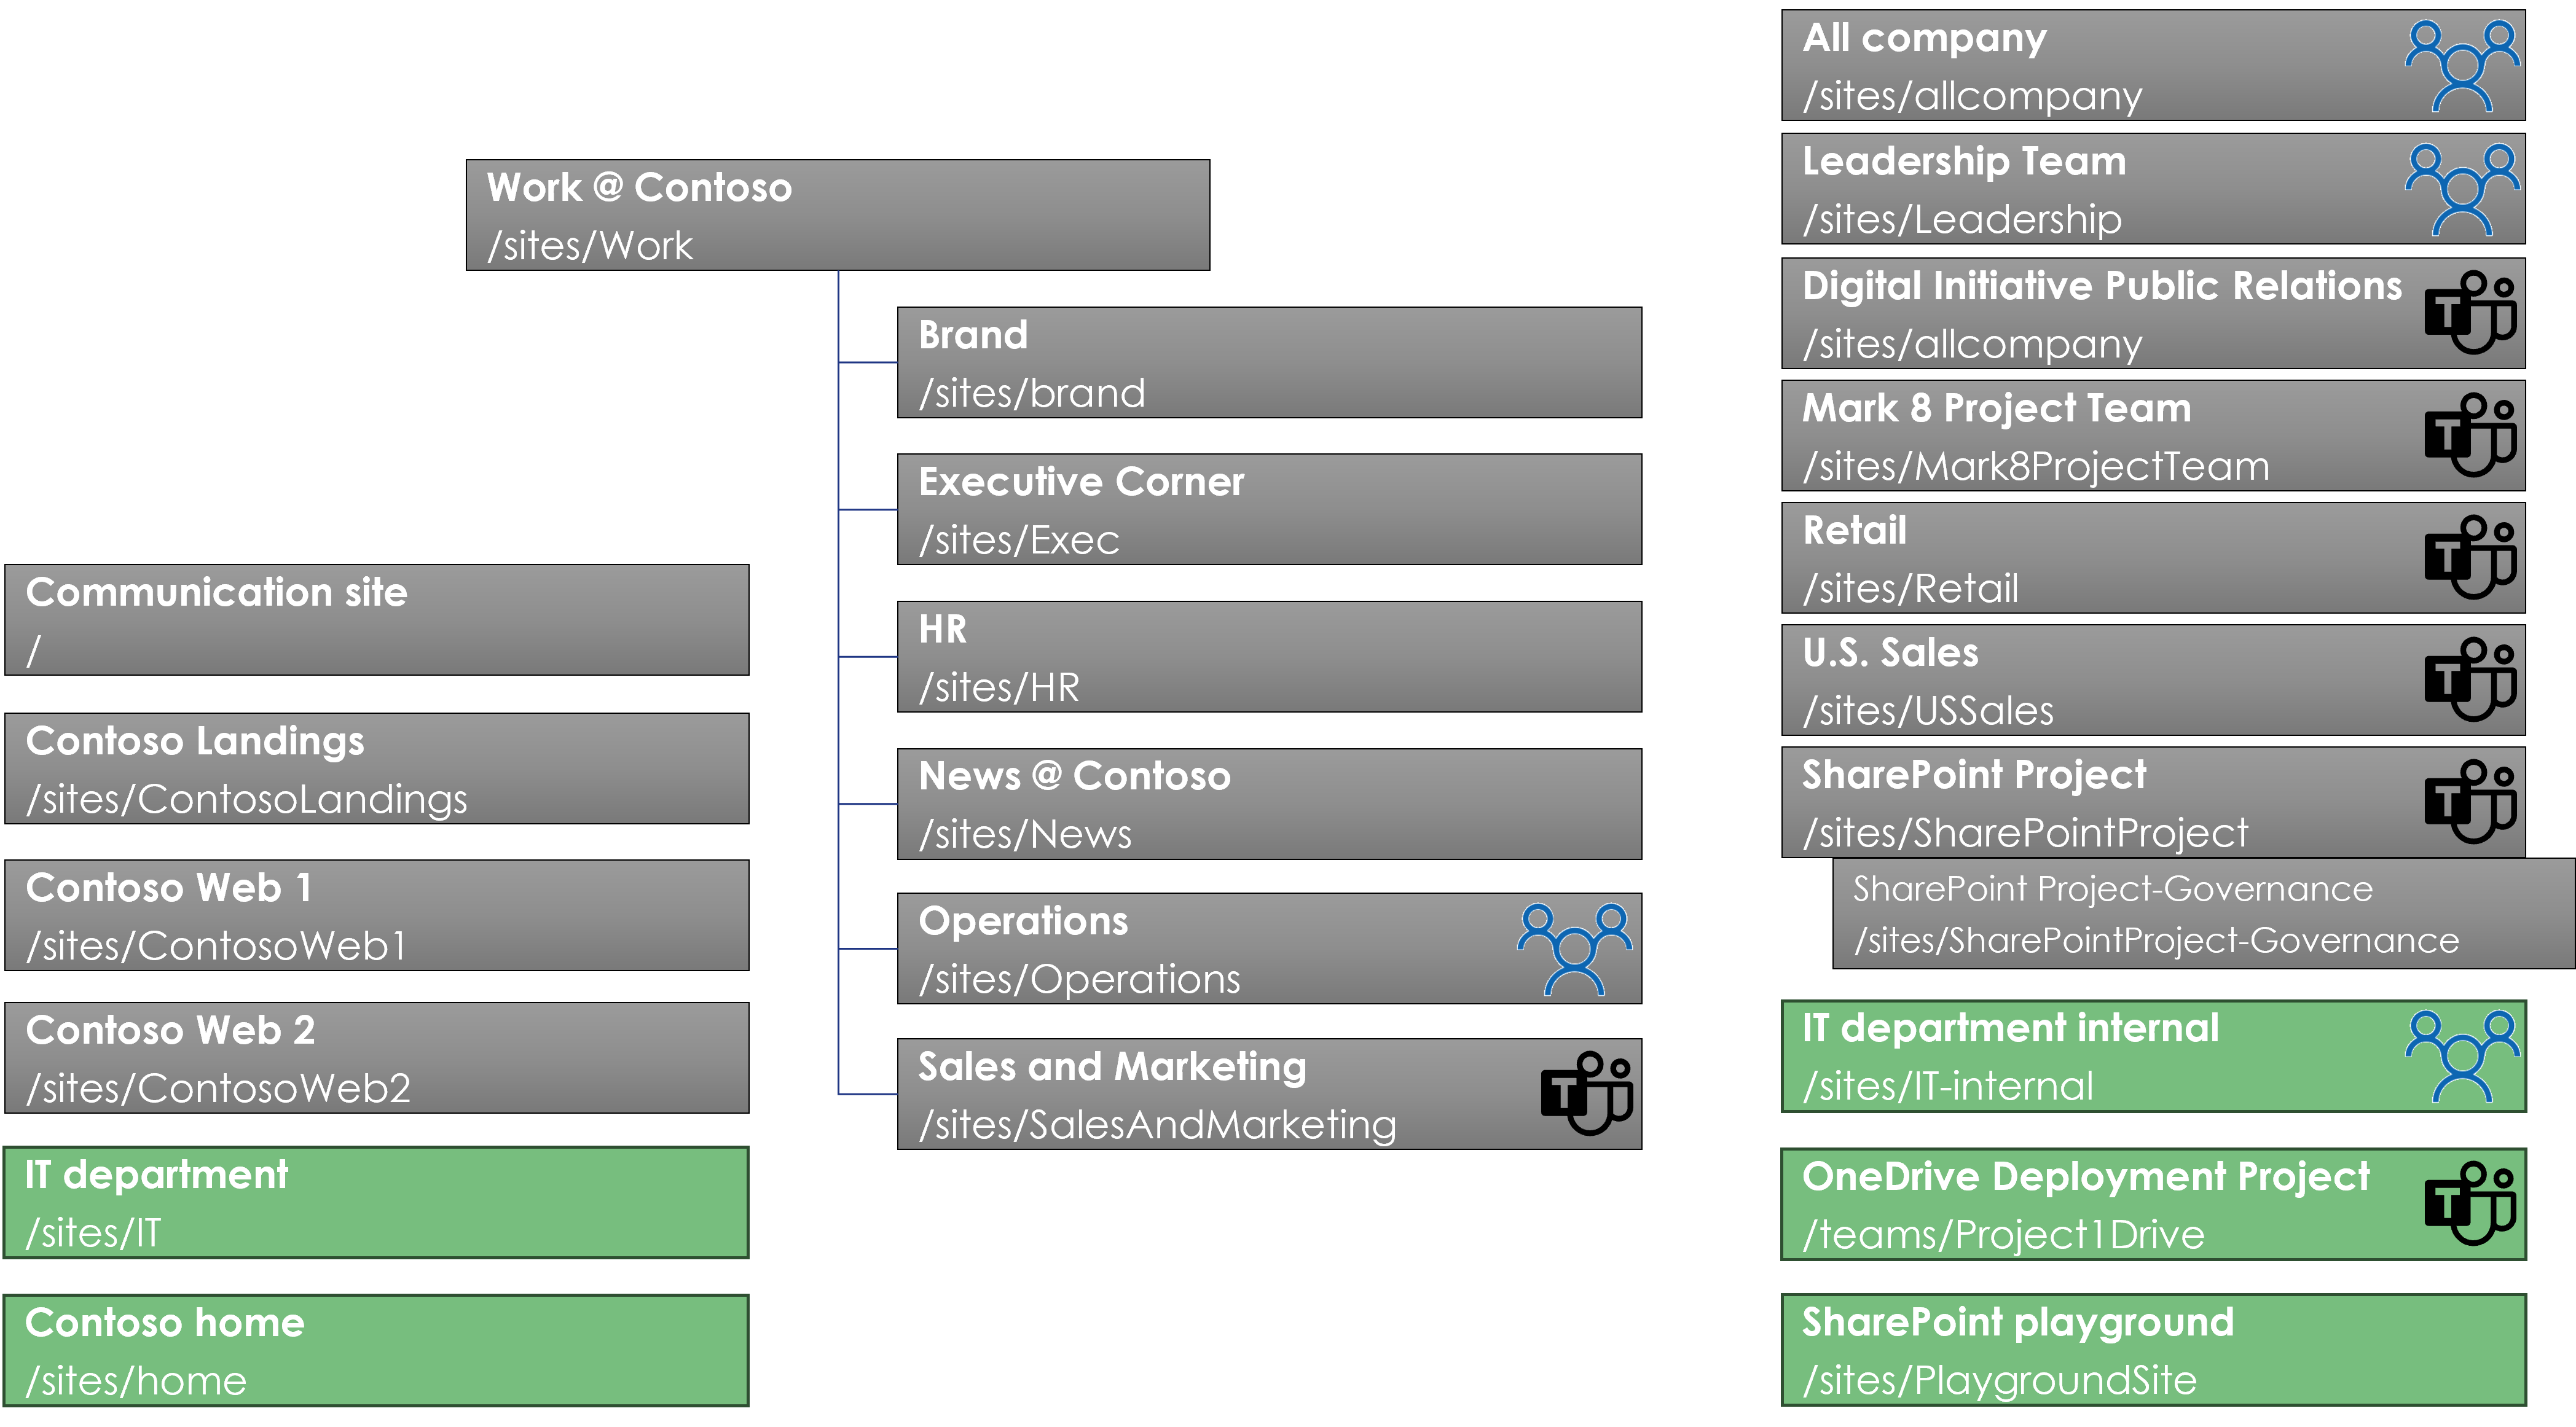 Work @ Contoso
/sites/Work
Brand
/sites/brand
Executive Corner
/sites/Exec
HR
/sites/HR
News @ Contoso
/sites/News
Operations
/sites/Operations
Sales and Marketing
/sites/SalesAndMarketing
T
Communication site
/
Contoso Landings
/sites/ContosoLandings
Contoso Web 1
/sites/ContosoWeb1
Contoso Web 2
/sites/ContosoWeb2
IT department
/sites/IT
Contoso home
/sites/home
All company
/sites/allcompany
Leadership Team
/sites/Leadership
Digital Initiative Public Relations
/sites/allcompany
T
Mark 8 Project Team
/sites/Mark8ProjectTeam
T
Retail
/sites/Retail
T
U.S. Sales
/sites/USSales
T
SharePoint Project
/sites/SharePointProject
T
SharePoint Project-Governance
/sites/SharePointProject-Governance
IT department internal
/sites/IT-internal
OneDrive Deployment Project
/teams/Project1Drive
T
SharePoint playground
/sites/PlaygroundSite